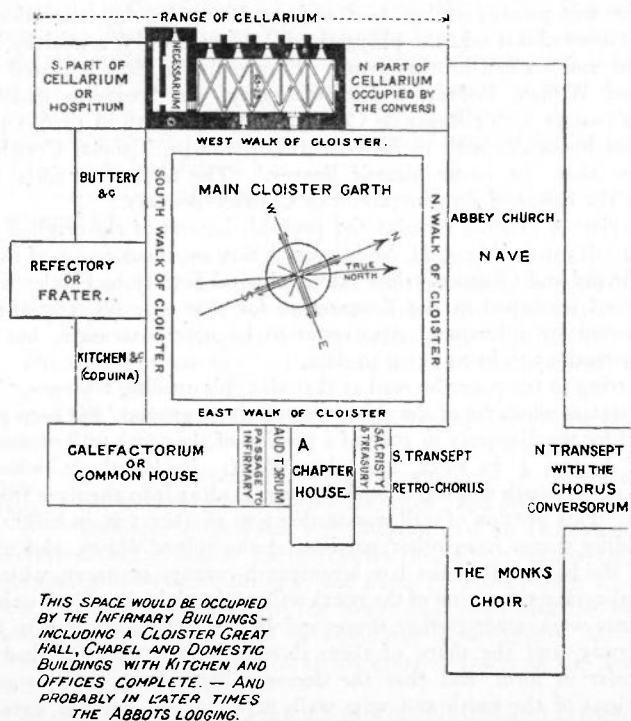 RANGE OF CELLARIUM.
S. PART OF
CELLARIUM
OR
HOSPITIUM
NECESSARIUM
N PART OF
CELLARIUM
OCCUPIED BY
THE CONVERSI
WEST WALK OF CLOISTER.
BUTTERY
&C
SOUTH WALK OF CLOISTER
MAIN CLOISTER GARTH
TRUE
NORTH
N. WALK OF CLOISTER
ABBEY CHURCH
NAVE
REFECTORY
OR
FRATER.
KITCHEN &C
(COQUINA)
EAST WALK OF CLOISTER
CALEFACTORIUM
OR
COMMON HOUSE
PASSAGE TO
INFIRMARY
AUDITORIUM
A
CHAPTER
HOUSE.
SACRISTY
& TREASURY
S. TRANSEPT
RETRO-CHORUS
N TRANSEPT
WITH THE
CHORUS
CONVERSORUM
THE MONKS
CHOIR.
THIS SPACE WOULD BE OCCUPIED
BY THE INFIRMARY BUILDINGS -
INCLUDING A CLOISTER GREAT
HALL, CHAPEL AND DOMESTIC
BUILDINGS WITH KITCHEN AND
OFFICES COMPLETE. — AND
PROBABLY IN LATER TIMES
THE ABBOTS LODGING.